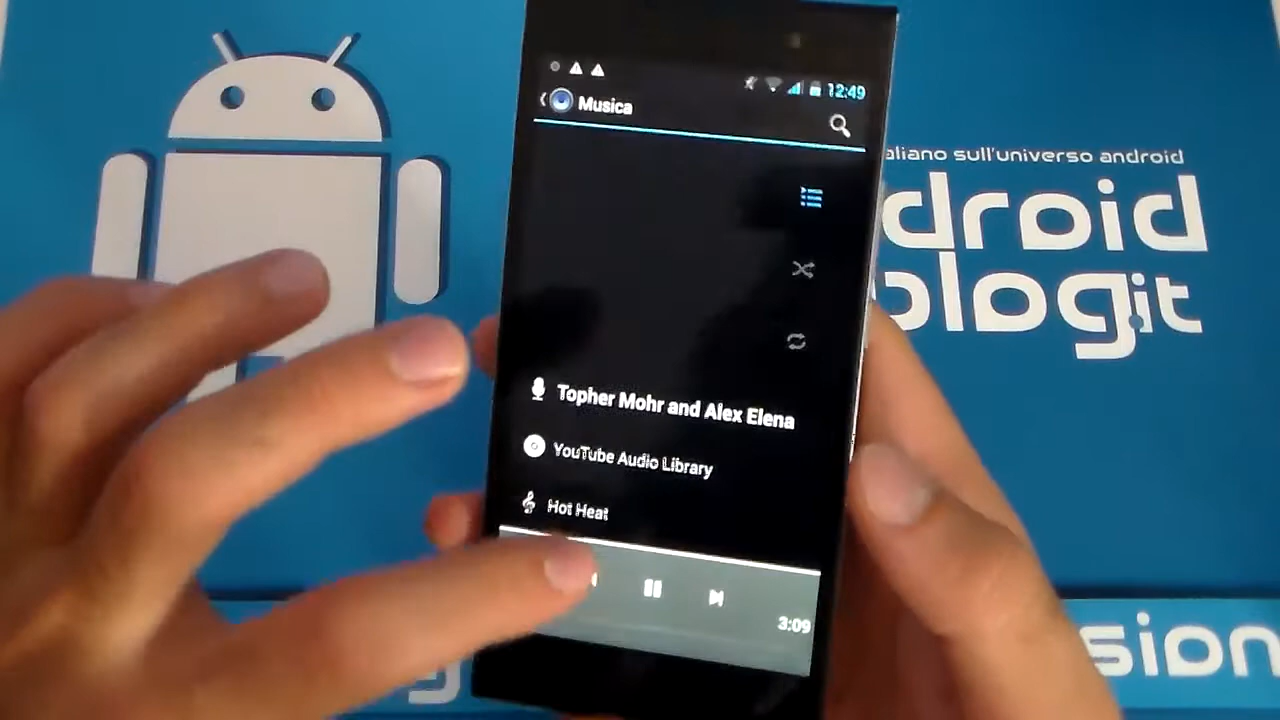 12:49
Musica
aliano sull'universo android
droid
blogit
Topher Mohr and Alex Elena
YouTube Audio Library
Hot Heat
3:09
sion